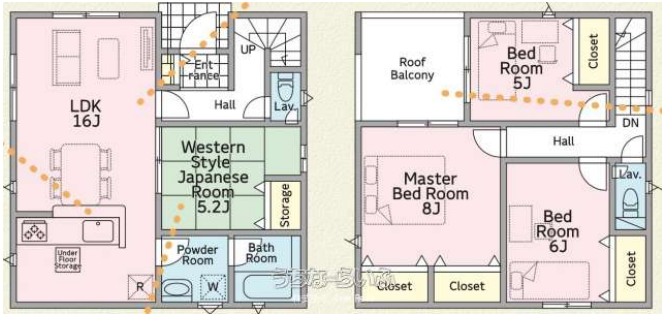 LDK
16J
Ent
rance
UP
Hall
Lav.
Western
Style
Japanese
Room
5.2J
Storage
Under
Floor
Storage
R
Powder
Room
W
Bath
Room
うるな〜らいふ
Roof
Balcony
Bed
Room
5J
Closet
DN
Hall
Master
Bed Room
8J
Closet
Closet
Bed
Room
6J
Lav.
Closet